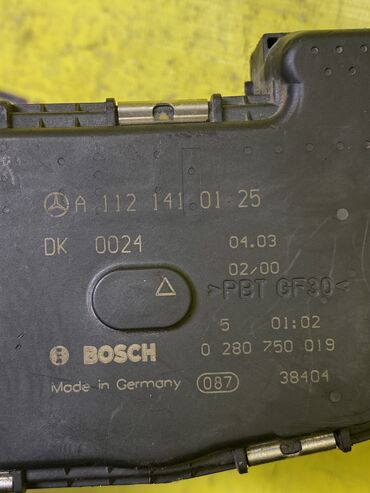 A 112 141 01 25
DK 0024 04.03
02/00
>PBT GF30<
5 01:02
BOSCH 0 280 750 019
Made in Germany 087 38404